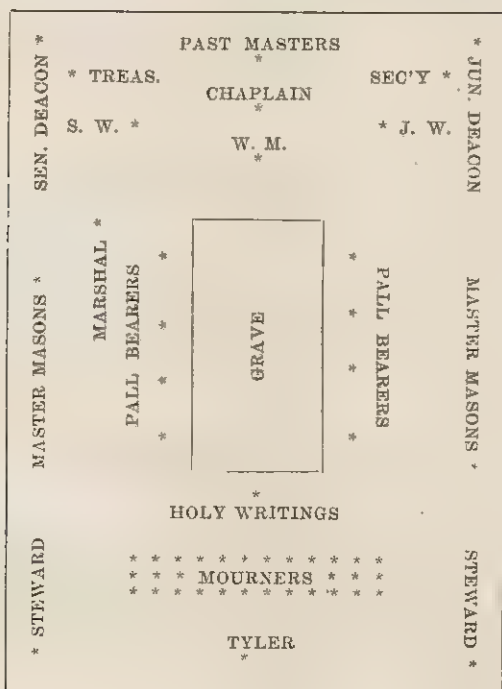 PAST MASTERS
*
SEN. DEACON *
* TREAS.
CHAPLAIN
*
SEC'Y *
* JUN. DEACON
S. W. *
W. M.
*
* J. W.
MARSHAL *
MASTER MASONS *
PALL BEARERS
* * * *
GRAVE
* * * *
PALL BEARERS
MASTER MASONS *
*
HOLY WRITINGS
* STEWARD
* * * * * * * * * * * *
* * * MOURNERS * * *
* * * * * * * * * * * *
STEWARD *
TYLER
*